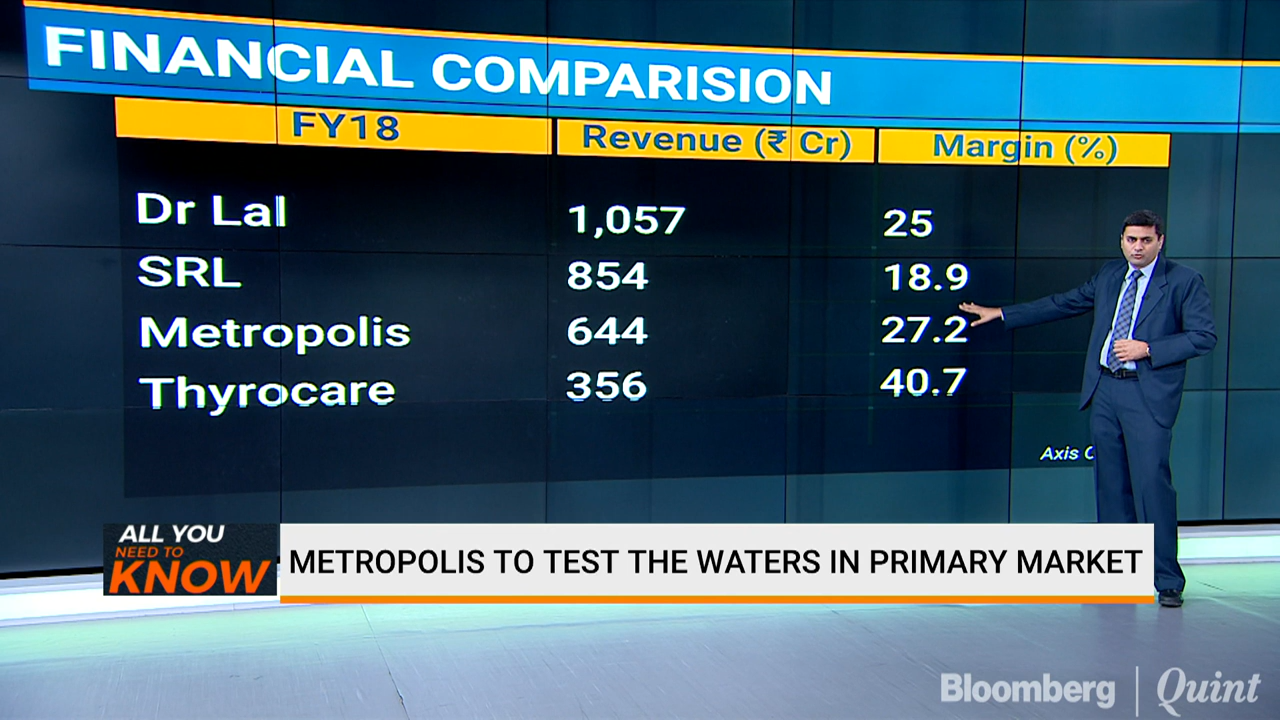 FINANCIAL COMPARISION
FY18 Revenue (₹ Cr) Margin (%)
Dr Lal 1,057 25
SRL 854 18.9
Metropolis 644 27.2
Thyrocare 356 40.7
Axis
ALL YOU
NEED TO
KNOW
METROPOLIS TO TEST THE WATERS IN PRIMARY MARKET
Bloomberg | Quint